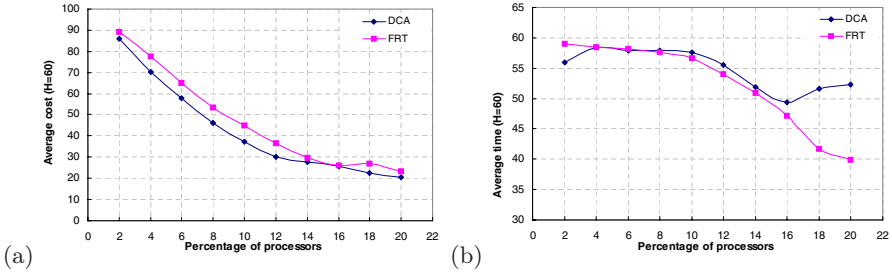 100
90
80
70
60
50
40
30
20
10
0
Average cost (H=60)
DCA
FRT
0 2 4 6 8 10 12 14 16 18 20 22
Percentage of processors
(a)
65
60
55
50
45
40
35
30
Average time (H=60)
DCA
FRT
0 2 4 6 8 10 12 14 16 18 20 22
Percentage of processors
(b)